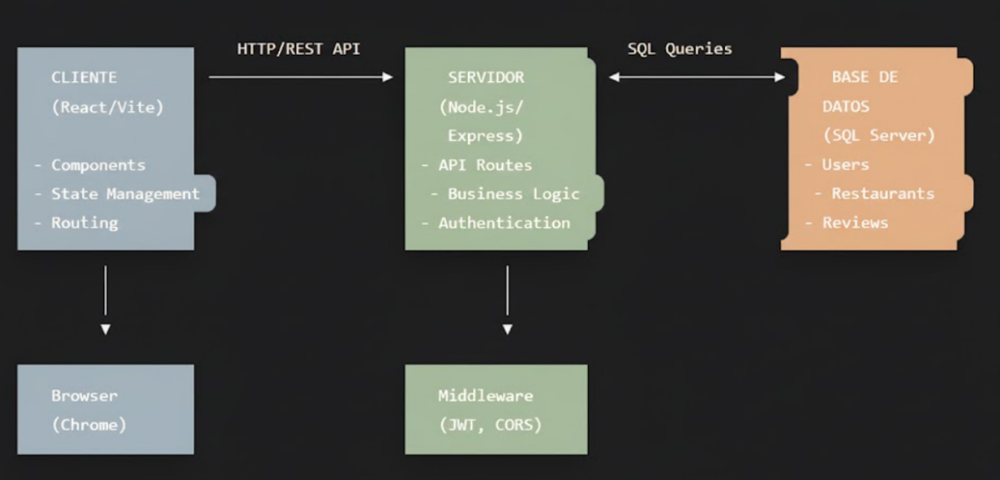 HTTP/REST API
SQL Queries
CLIENTE
(React/Vite)
- Components
- State Management
- Routing
SERVIDOR
(Node.js/
Express)
- API Routes
- Business Logic
- Authentication
BASE DE
DATOS
(SQL Server)
- Users
- Restaurants
- Reviews
Browser
(Chrome)
Middleware
(JWT, CORS)